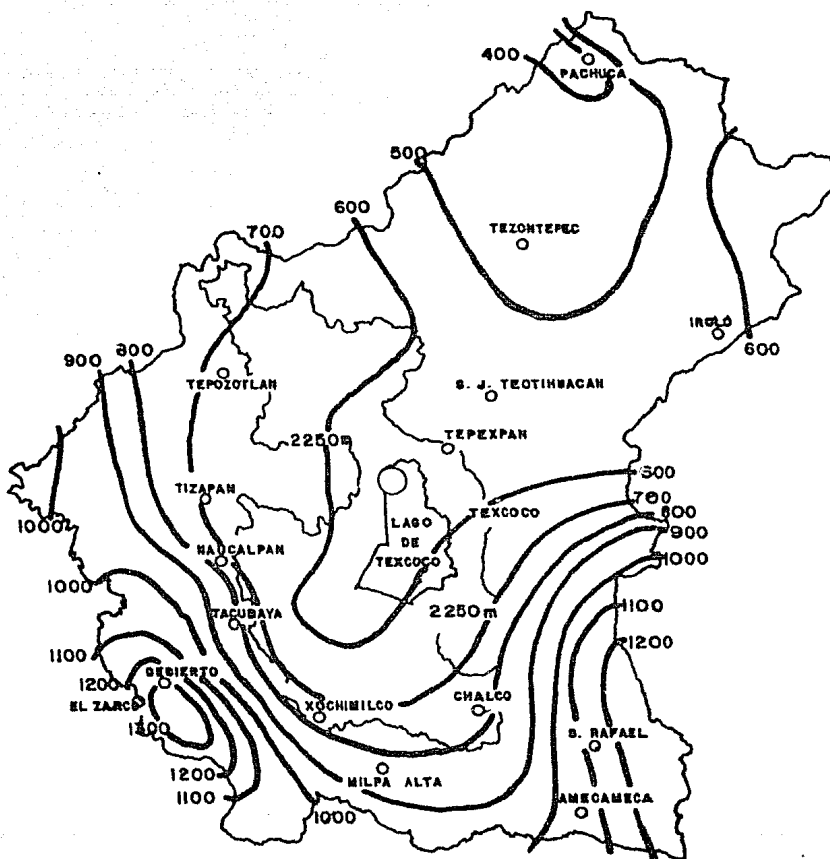 400
PACHUCA
500
600
700
TEZONTEPEC
IROLO
600
900
800
TEPOZOTLAN
S. J. TEOTIHUACAN
2250m
TEPEXPAN
600
700
800
900
1000
TIZAPAN
1000
LAGO
DE
TEXCOCO
TEXCOCO
NAUCALPAN
1000
2250m
1100
TACUBAYA
1200
1100
DESIERTO
1200
EL ZARCO
1300
XOCHIMILCO
CHALCO
S. RAFAEL
1200
MILPA ALTA
1100
1000
AMECAMECA